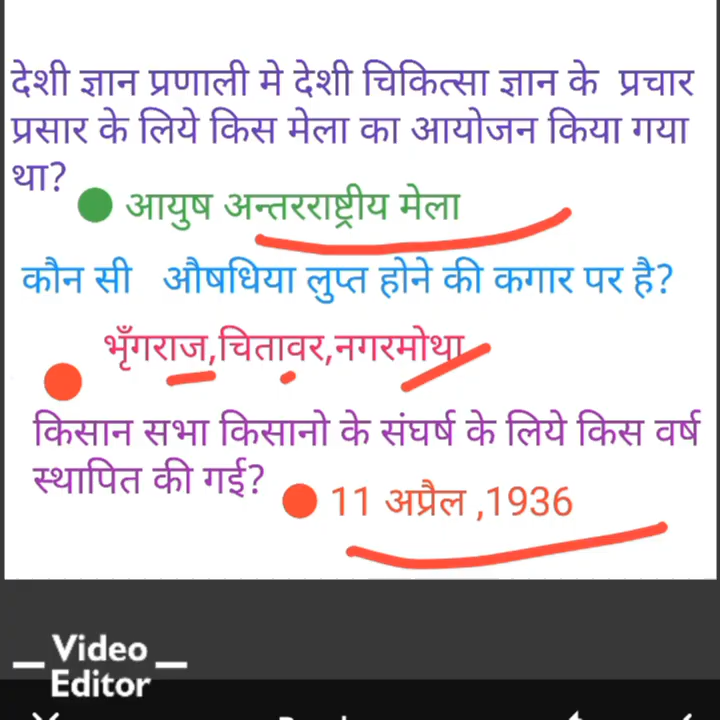 देशी ज्ञान प्रणाली मे देशी चिकित्सा ज्ञान के प्रचार
प्रसार के लिये किस मेला का आयोजन किया गया
था?
आयुष अन्तरराष्ट्रीय मेला
कौन सी औषधिया लुप्त होने की कगार पर है?
भृँगराज,चितावर,नगरमोथा
किसान सभा किसानो के संघर्ष के लिये किस वर्ष
स्थापित की गई?
11 अप्रैल ,1936
Video
Editor